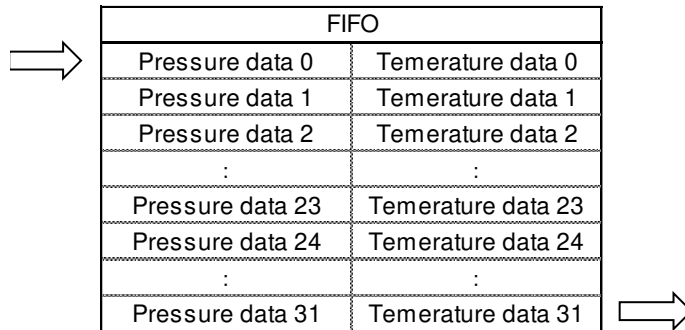 FIFO
Pressure data 0 Temerature data 0
Pressure data 1 Temerature data 1
Pressure data 2 Temerature data 2
: :
Pressure data 23 Temerature data 23
Pressure data 24 Temerature data 24
: :
Pressure data 31 Temerature data 31